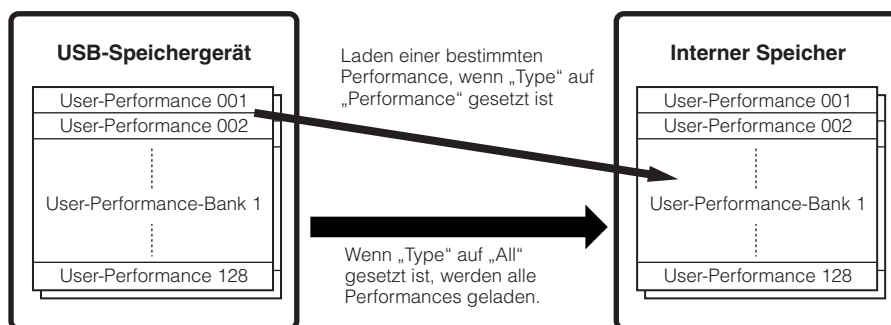 USB-Speichergerät
User-Performance 001
User-Performance 002
User-Performance-Bank 1
User-Performance 128
Laden einer bestimmten
Performance, wenn „Type“ auf
„Performance“ gesetzt ist
Wenn „Type“ auf „All“
gesetzt ist, werden alle
Performances geladen.
Interner Speicher
User-Performance 001
User-Performance 002
User-Performance-Bank 1
User-Performance 128